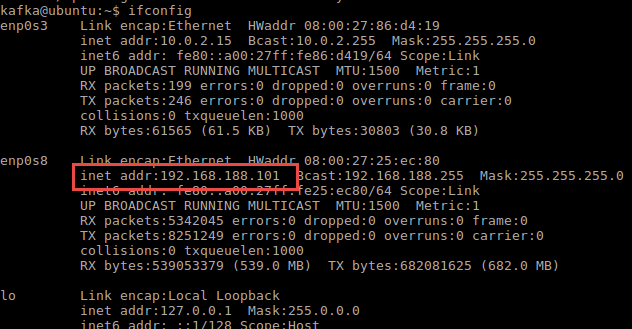 kafka@ubuntu:~$ ifconfig
enp0s3    Link encap:Ethernet  HWaddr 08:00:27:86:d4:19
          inet addr:10.0.2.15  Bcast:10.0.2.255  Mask:255.255.255.0
          inet6 addr: fe80::a00:27ff:fe86:d419/64 Scope:Link
          UP BROADCAST RUNNING MULTICAST  MTU:1500  Metric:1
          RX packets:199 errors:0 dropped:0 overruns:0 frame:0
          TX packets:246 errors:0 dropped:0 overruns:0 carrier:0
          collisions:0 txqueuelen:1000
          RX bytes:61565 (61.5 KB)  TX bytes:30803 (30.8 KB)
enp0s8    Link encap:Ethernet  HWaddr 08:00:27:25:ec:80
          inet addr:192.168.188.101  Bcast:192.168.188.255  Mask:255.255.255.0
          inet6 addr: fe80::a00:27ff:fe25:ec80/64 Scope:Link
          UP BROADCAST RUNNING MULTICAST  MTU:1500  Metric:1
          RX packets:5342045 errors:0 dropped:0 overruns:0 frame:0
          TX packets:8251249 errors:0 dropped:0 overruns:0 carrier:0
          collisions:0 txqueuelen:1000
          RX bytes:539053379 (539.0 MB)  TX bytes:682081625 (682.0 MB)
lo        Link encap:Local Loopback
          inet addr:127.0.0.1  Mask:255.0.0.0
          inet6 addr: ::1/128 Scope:Host